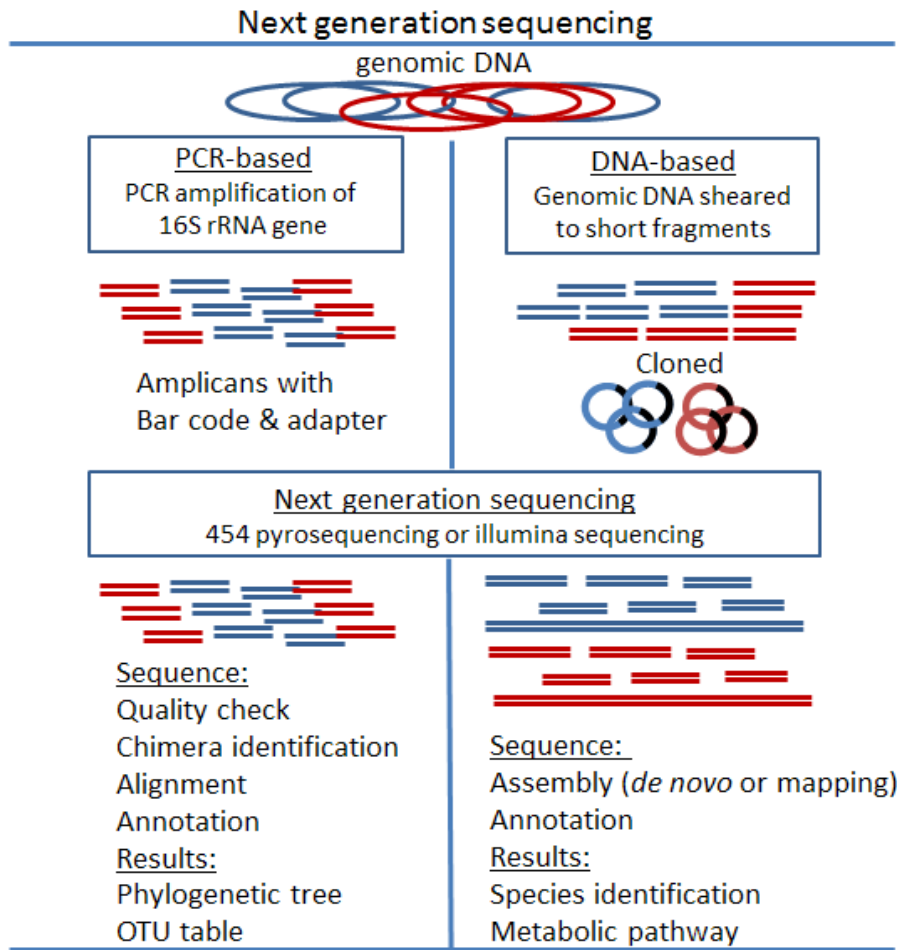 Next generation sequencing
genomic DNA
PCR-based
PCR amplification of
16S rRNA gene
Amplicans with
Bar code & adapter
DNA-based
Genomic DNA sheared
to short fragments
Cloned
Next generation sequencing
454 pyrosequencing or illumina sequencing
Sequence:
Quality check
Chimera identification
Alignment
Annotation
Results:
Phylogenetic tree
OTU table
Sequence:
Assembly (de novo or mapping)
Annotation
Results:
Species identification
Metabolic pathway